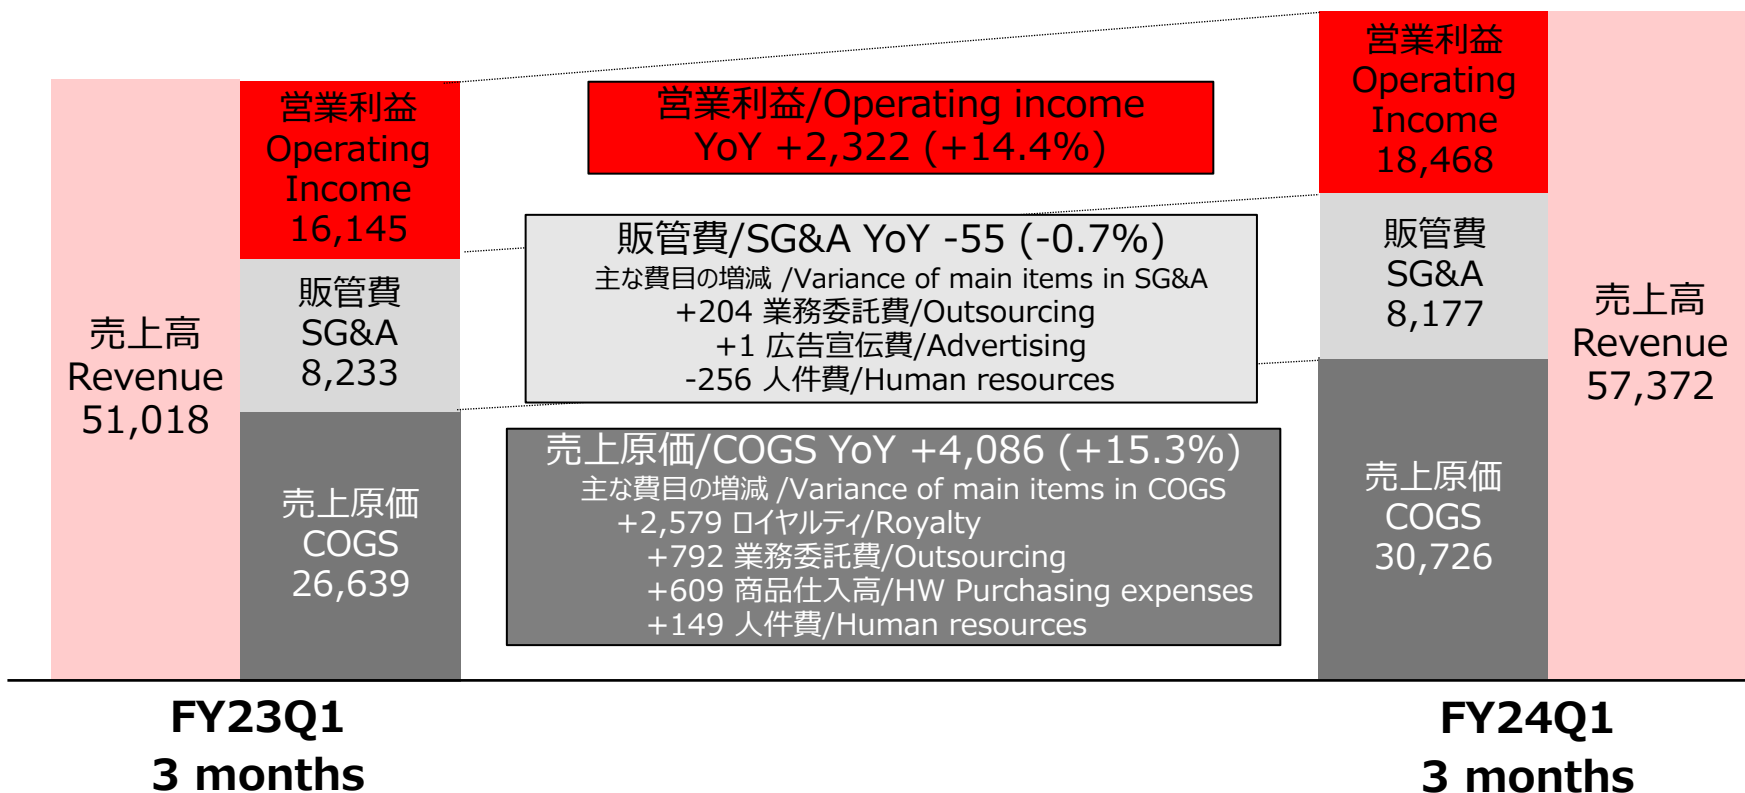 売上高
Revenue
51,018
営業利益
Operating
Income
16,145
販管費
SG&A
8,233
売上原価
COGS
26,639
営業利益/Operating income
YoY +2,322 (+14.4%)
販管費/SG&A YoY -55 (-0.7%)
主な費目の増減 /Variance of main items in SG&A
+204 業務委託費/Outsourcing
+1 広告宣伝費/Advertising
-256 人件費/Human resources
売上原価/COGS YoY +4,086 (+15.3%)
主な費目の増減 /Variance of main items in COGS
+2,579 ロイヤルティ/Royalty
+792 業務委託費/Outsourcing
+609 商品仕入高/HW Purchasing expenses
+149 人件費/Human resources
営業利益
Operating
Income
18,468
販管費
SG&A
8,177
売上原価
COGS
30,726
売上高
Revenue
57,372
FY23Q1
3 months
FY24Q1
3 months